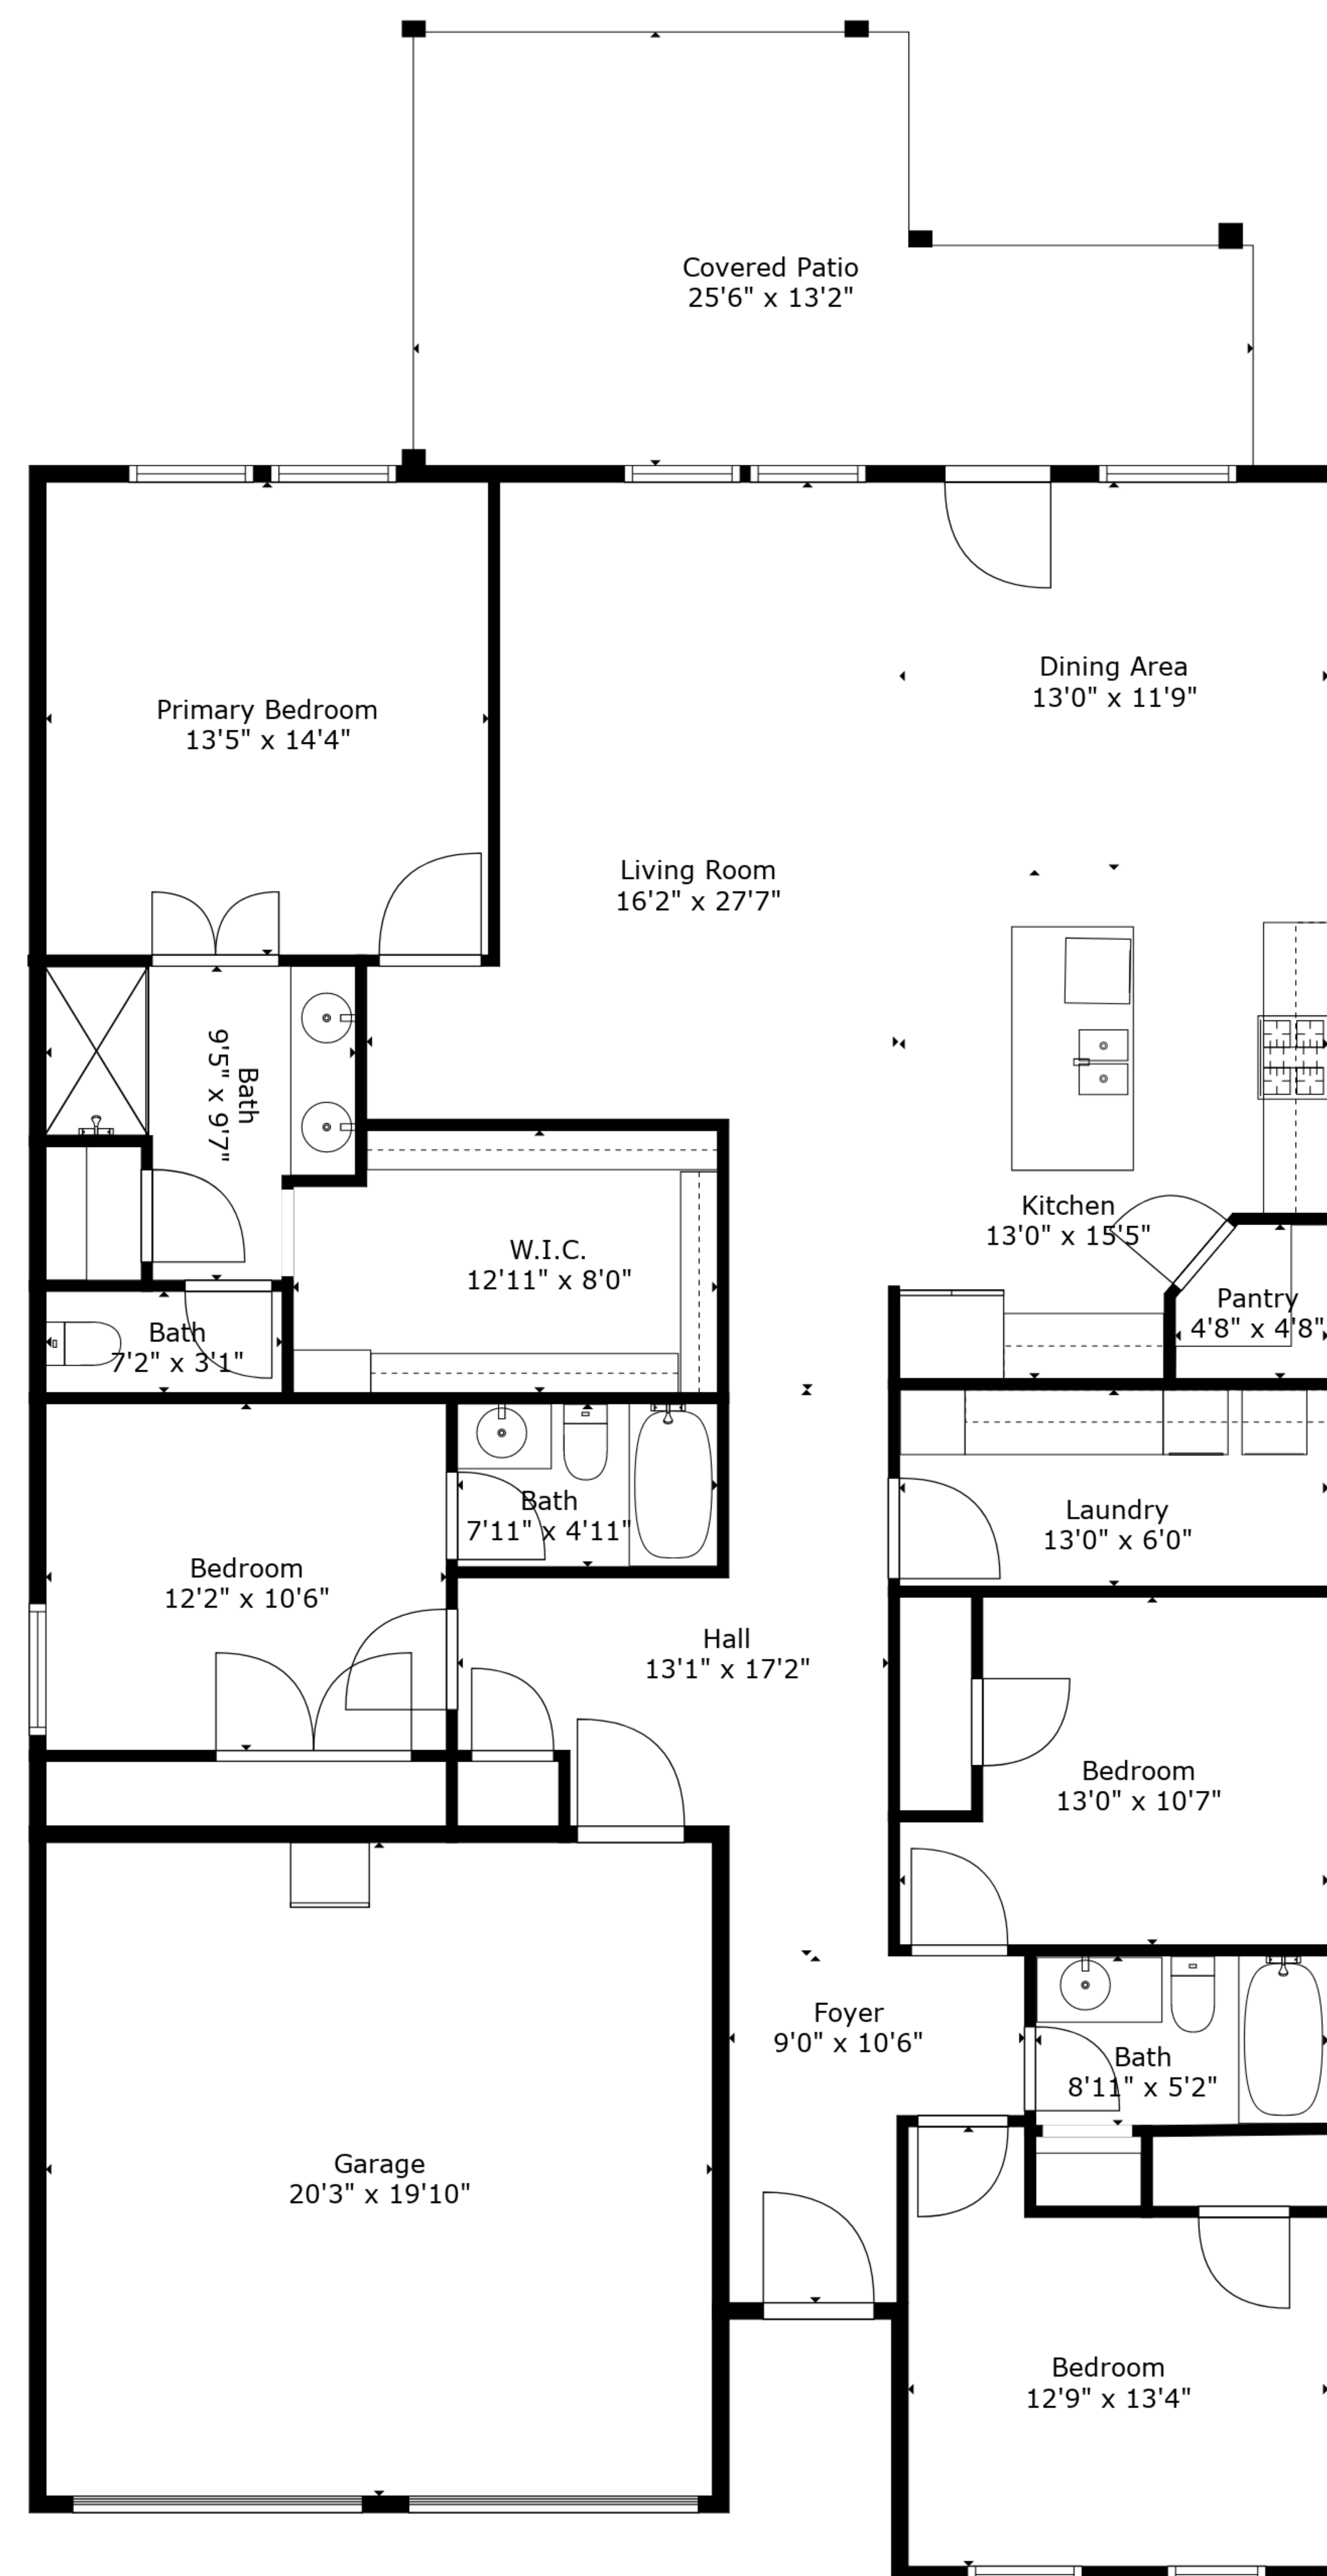 Covered Patio
25'6" x 13'2"
Dining Area
13'0" x 11'9"
Primary Bedroom
13'5" x 14'4"
Living Room
16'2" x 27'7"
Bath
9'5" x 9'7"
Kitchen
13'0" x 15'5"
W.I.C.
12'11" x 8'0"
Pantry
4'8" x 4'8"
Bath
7'2" x 3'1"
Bath
7'11" x 4'11"
Laundry
13'0" x 6'0"
Bedroom
12'2" x 10'6"
Hall
13'1" x 17'2"
Bedroom
13'0" x 10'7"
Foyer
9'0" x 10'6"
Bath
8'11" x 5'2"
Garage
20'3" x 19'10"
Bedroom
12'9" x 13'4"